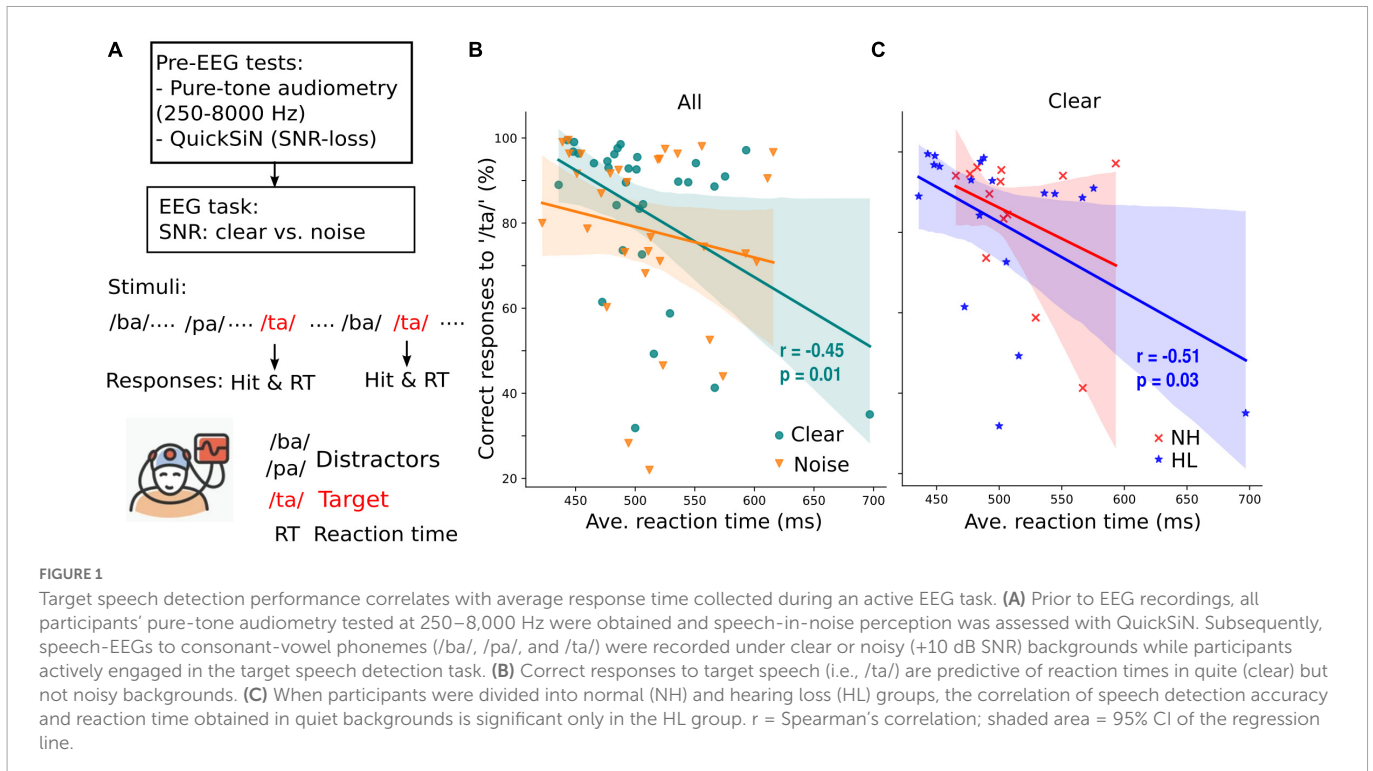 A
Pre-EEG tests:
- Pure-tone audiometry
(250-8000 Hz)
- QuickSiN (SNR-loss)
EEG task:
SNR: clear vs. noise
Stimuli:
/ba/.... /pa/.... /ta/ .... /ba/ /ta/ ....
Responses: Hit & RT Hit & RT
/ba/
/pa/ Distractors
/ta/ Target
RT Reaction time
B
All
Correct responses to '/ta/' (%)
100
80
60
40
20
r = -0.45
p = 0.01
Clear
Noise
450 500 550 600 650 700
Ave. reaction time (ms)
C
Clear
r = -0.51
p = 0.03
NH
HL
450 500 550 600 650 700
Ave. reaction time (ms)
FIGURE 1
Target speech detection performance correlates with average response time collected during an active EEG task. (A) Prior to EEG recordings, all
participants' pure-tone audiometry tested at 250–8,000 Hz were obtained and speech-in-noise perception was assessed with QuickSiN. Subsequently,
speech-EEGs to consonant-vowel phonemes (/ba/, /pa/, and /ta/) were recorded under clear or noisy (+10 dB SNR) backgrounds while participants
actively engaged in the target speech detection task. (B) Correct responses to target speech (i.e., /ta/) are predictive of reaction times in quite (clear) but
not noisy backgrounds. (C) When participants were divided into normal (NH) and hearing loss (HL) groups, the correlation of speech detection accuracy
and reaction time obtained in quiet backgrounds is significant only in the HL group. r = Spearman's correlation; shaded area = 95% CI of the regression
line.